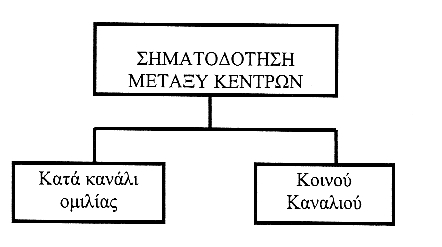 ΣΗΜΑΤΟΔΟΤΗΣΗ
ΜΕΤΑΞΥ ΚΕΝΤΡΩΝ
Κατά κανάλι
ομιλίας
Κοινού
Καναλιού